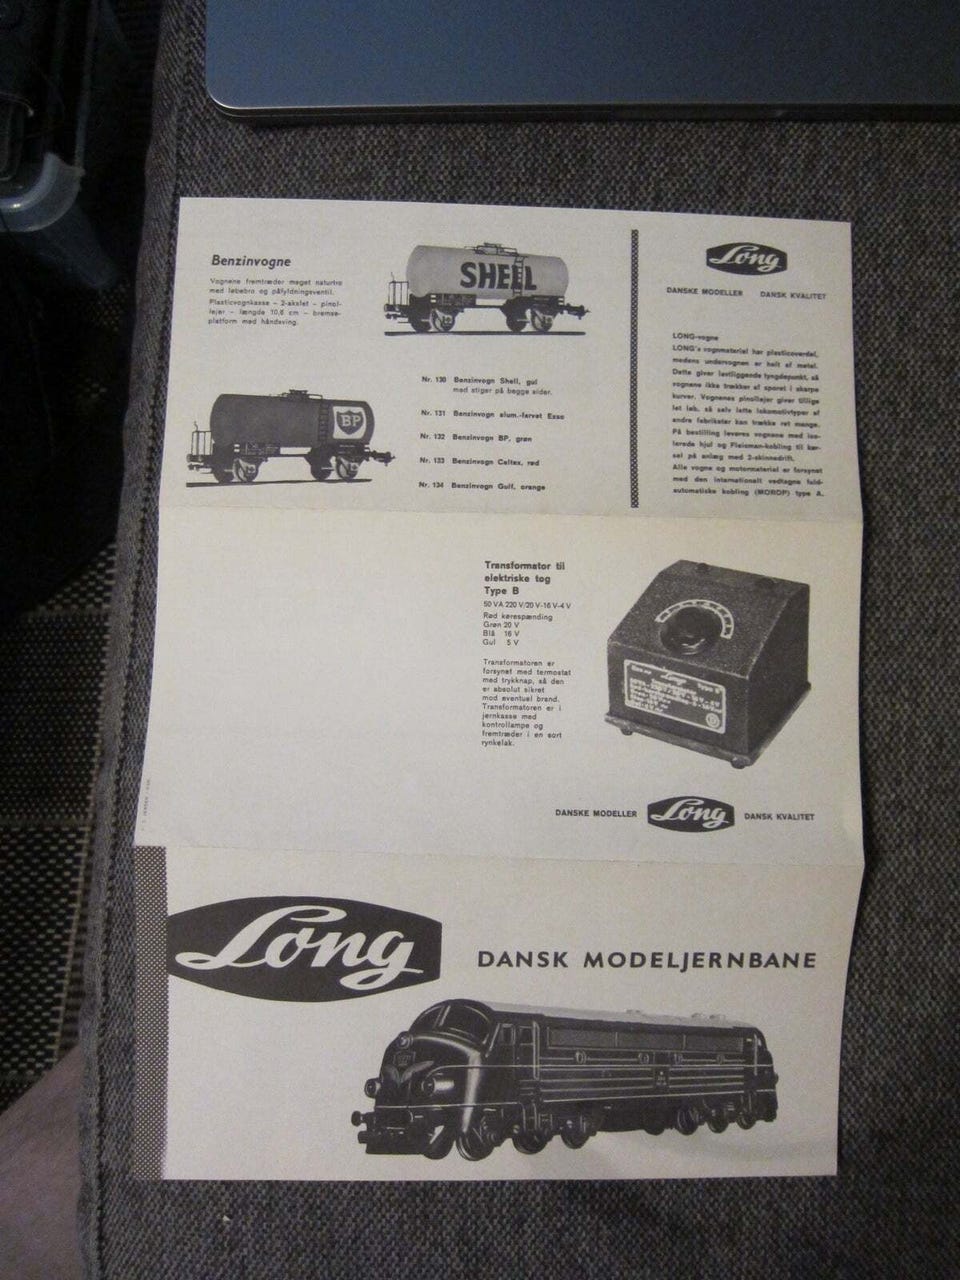 Benzinvogne
Vognene fremtræder meget naturtro
med løbebro og påfyldningsventil.
Plasticvognkasse – 2-akslet – pinol-
lejer – længde 10,6 cm – bremse-
platform med håndsving.
SHELL
BP
Nr. 130 Benzinvogn Shell, gul
med stiger på begge sider.
Nr. 131 Benzinvogn alum.-farvet Esso
Nr. 132 Benzinvogn BP, grøn
Nr. 133 Benzinvogn Caltex, rød
Nr. 134 Benzinvogn Gulf, orange
Long
DANSKE MODELLER DANSK KVALITET
LONG-vogne
LONG's vognmateriel har plasticoverdel,
medens undervognen er helt af metal.
Dette giver lavtliggende tyngdepunkt, så
vognene ikke trækker af sporet i skarpe
kurver. Vognenes pinollejer giver tillige
let løb, så selv lette lokomotivtyper af
andre fabrikater kan trække ret mange.
På bestilling leveres vognene med iso-
lerede hjul og Fleisman-kobling til kør-
sel på anlæg med 2-skinnedrift.
Alle vogne og motormateriel er forsynet
med den internationalt vedtagne fuld-
automatiske kobling (MOROP) type A.
Transformator til
elektriske tog
Type B
50 VA 220 V/20 V-16 V-4 V
Rød kørespænding
Grøn 20 V
Blå 16 V
Gul 5 V
Transformatoren er
forsynet med termostat
med trykknap, så den
er absolut sikret
mod eventuel brand.
Transformatoren er i
jernkasse med
kontrollampe og
fremtræder i en sort
rynkelak.
Long Type B
DANSKE MODELLER Long DANSK KVALITET
Long
DANSK MODELJERNBANE